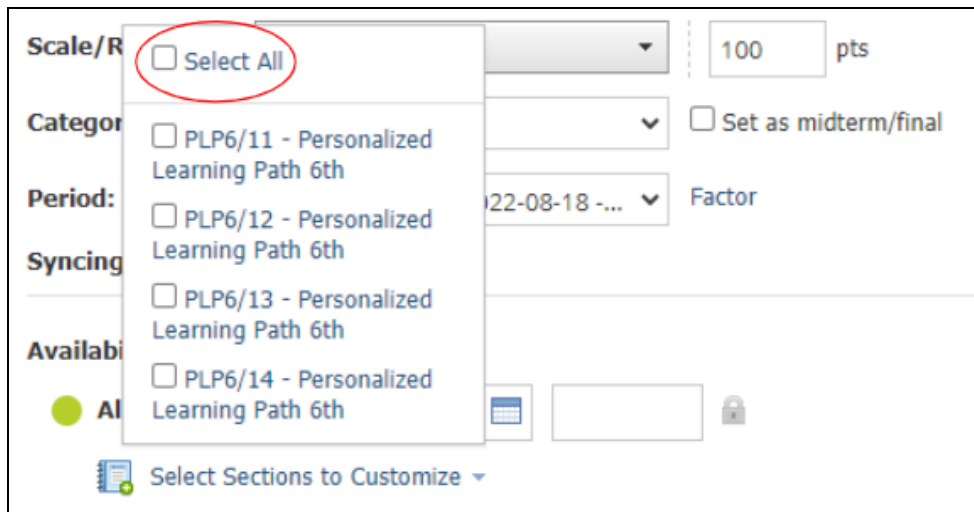 Scale/R
Select All
100 pts
Categor
Set as midterm/final
PLP6/11 - Personalized
Learning Path 6th
Period:
22-08-18 -...
Factor
PLP6/12 - Personalized
Learning Path 6th
Syncing
PLP6/13 - Personalized
Learning Path 6th
Availabi
PLP6/14 - Personalized
Learning Path 6th
Al
Select Sections to Customize